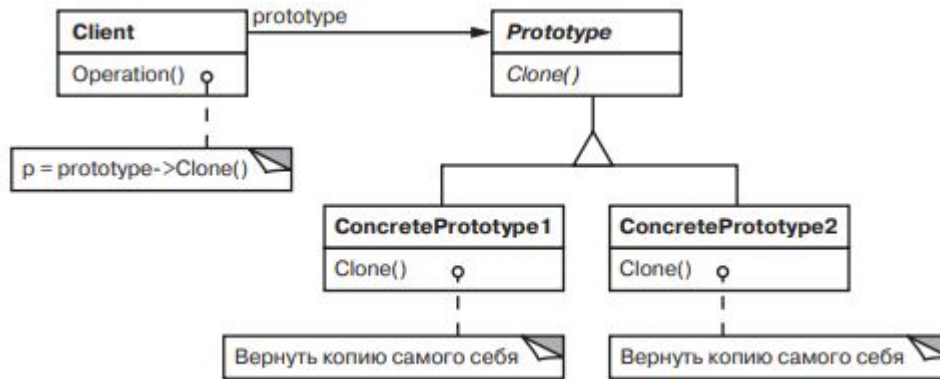 prototype
Client
Prototype
Operation()
Clone()
p = prototype->Clone()
ConcretePrototype1
ConcretePrototype2
Clone()
Clone()
Вернуть копию самого себя
Вернуть копию самого себя